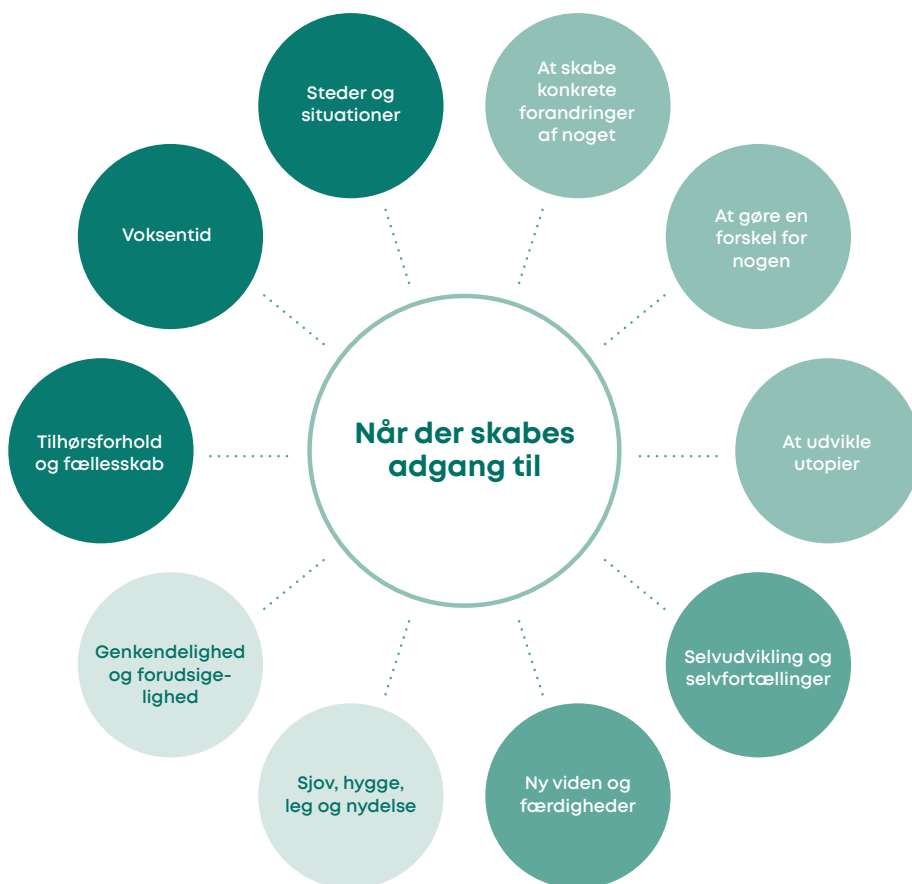 Når der skabes
adgang til
At skabe
konkrete
forandringer
af noget
At gøre en
forskel for
nogen
At udvikle
utopier
Selvudvikling og
selvfortællinger
Ny viden og
færdigheder
Sjov, hygge,
leg og nydelse
Genkendelighed
og forudsige-
lighed
Tilhørsforhold
og fællesskab
Voksentid
Steder og
situationer